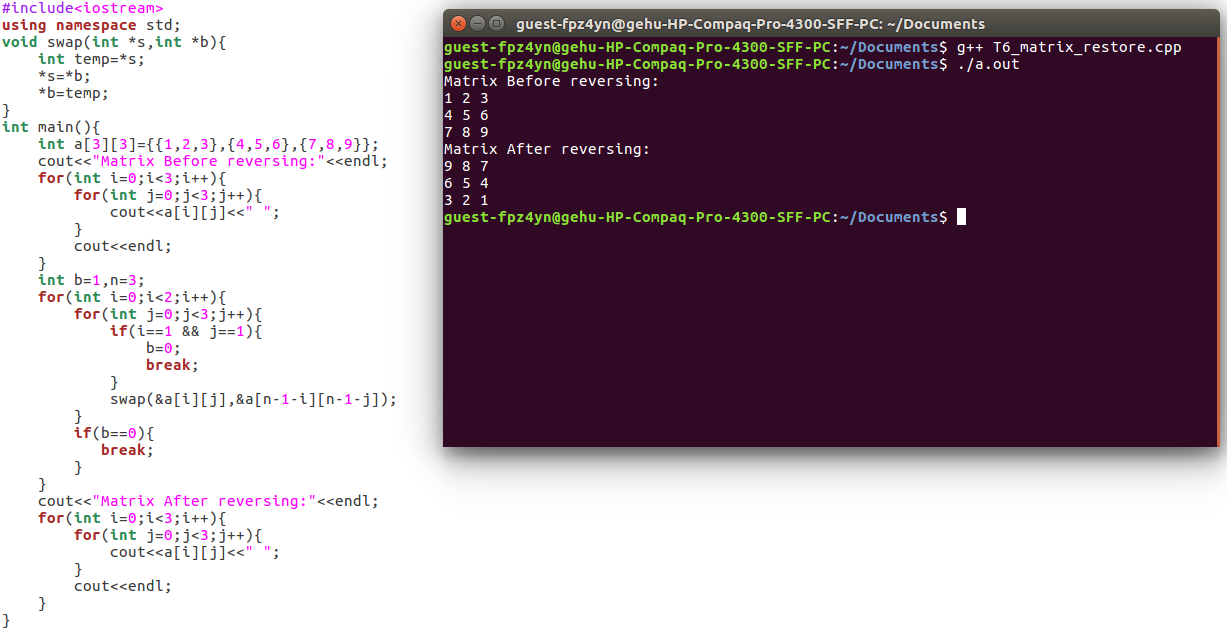 #include<iostream>
using namespace std;
void swap(int *s,int *b){
    int temp=*s;
    *s=*b;
    *b=temp;
}
int main(){
    int a[3][3]={{1,2,3},{4,5,6},{7,8,9}};
    cout<<"Matrix Before reversing:"<<endl;
    for(int i=0;i<3;i++){
        for(int j=0;j<3;j++){
            cout<<a[i][j]<<" ";
        }
        cout<<endl;
    }
    int b=1,n=3;
    for(int i=0;i<2;i++){
        for(int j=0;j<3;j++){
            if(i==1 && j==1){
                b=0;
                break;
            }
            swap(&a[i][j],&a[n-1-i][n-1-j]);
        }
        if(b==0){
           break;
        }
    }
    cout<<"Matrix After reversing:"<<endl;
    for(int i=0;i<3;i++){
        for(int j=0;j<3;j++){
            cout<<a[i][j]<<" ";
        }
        cout<<endl;
    }
}
guest-fpz4yn@gehu-HP-Compaq-Pro-4300-SFF-PC: ~/Documents
guest-fpz4yn@gehu-HP-Compaq-Pro-4300-SFF-PC:~/Documents$ g++ T6_matrix_restore.cpp
guest-fpz4yn@gehu-HP-Compaq-Pro-4300-SFF-PC:~/Documents$ ./a.out
Matrix Before reversing:
1 2 3
4 5 6
7 8 9
Matrix After reversing:
9 8 7
6 5 4
3 2 1
guest-fpz4yn@gehu-HP-Compaq-Pro-4300-SFF-PC:~/Documents$